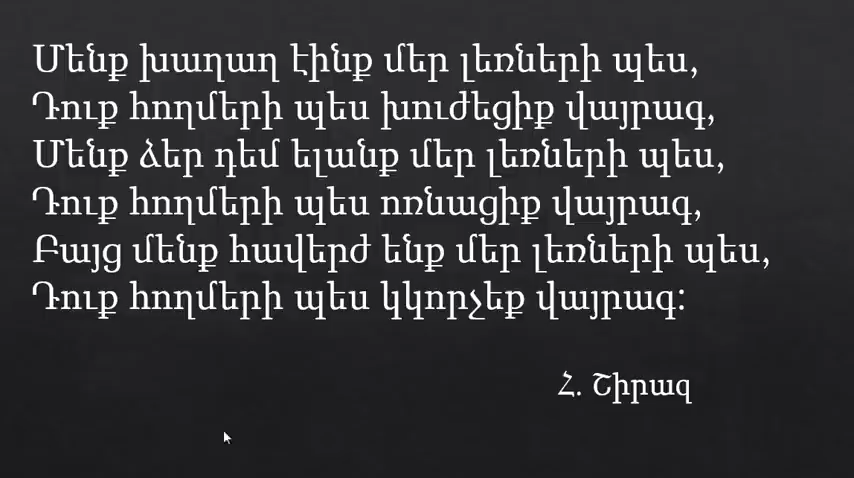 Մենք խաղաղ էինք մեր լեռների պես,
Դուք հողմերի պես խուժեցիք վայրագ,
Մենք ձեր դեմ ելանք մեր լեռների պես,
Դուք հողմերի պես ոռնացիք վայրագ,
Բայց մենք հավերժ ենք մեր լեռների պես,
Դուք հողմերի պես կկորչեք վայրագ:
Հ. Շիրազ